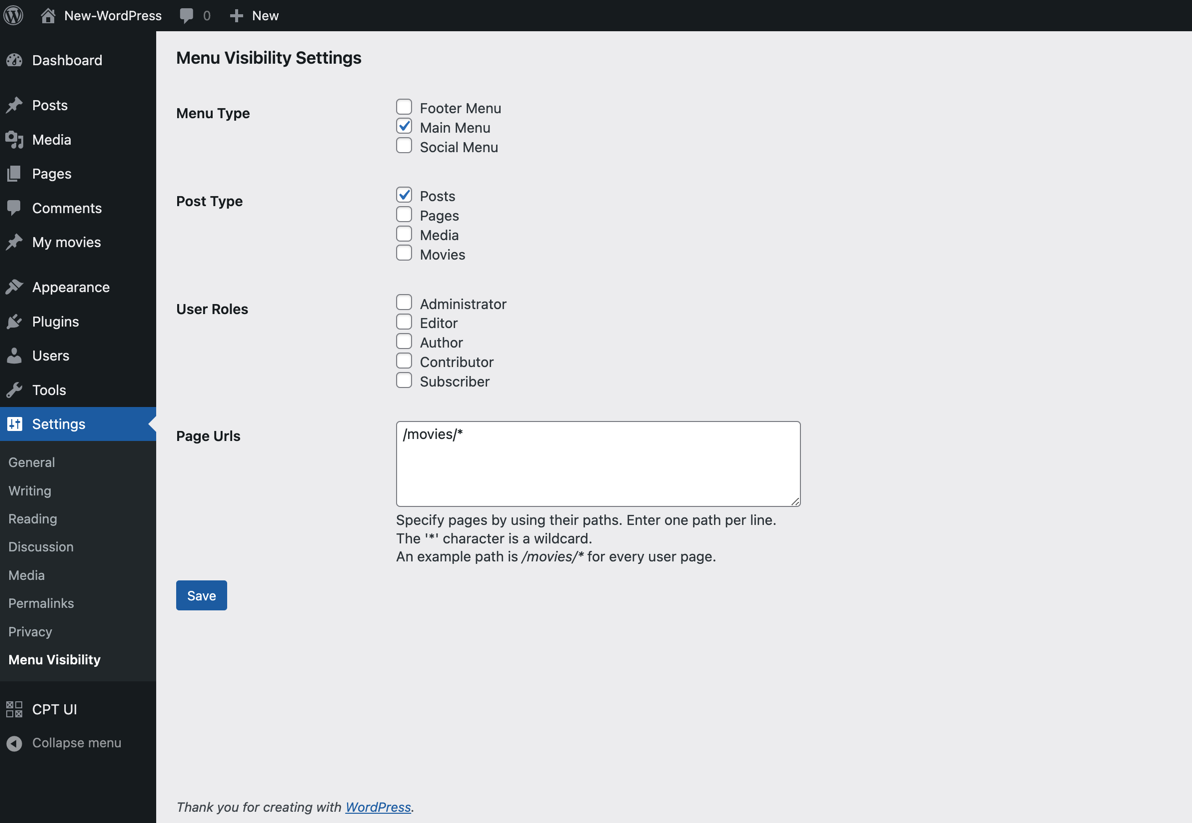 New-WordPress 0 New
Dashboard
Posts
Media
Pages
Comments
My movies
Appearance
Plugins
Users
Tools
Settings
General
Writing
Reading
Discussion
Media
Permalinks
Privacy
Menu Visibility
CPT UI
Collapse menu
Menu Visibility Settings
Menu Type
Footer Menu
Main Menu
Social Menu
Post Type
Posts
Pages
Media
Movies
User Roles
Administrator
Editor
Author
Contributor
Subscriber
Page Urls
/movies/*
Specify pages by using their paths. Enter one path per line.
The '*' character is a wildcard.
An example path is /movies/* for every user page.
Save
Thank you for creating with WordPress.